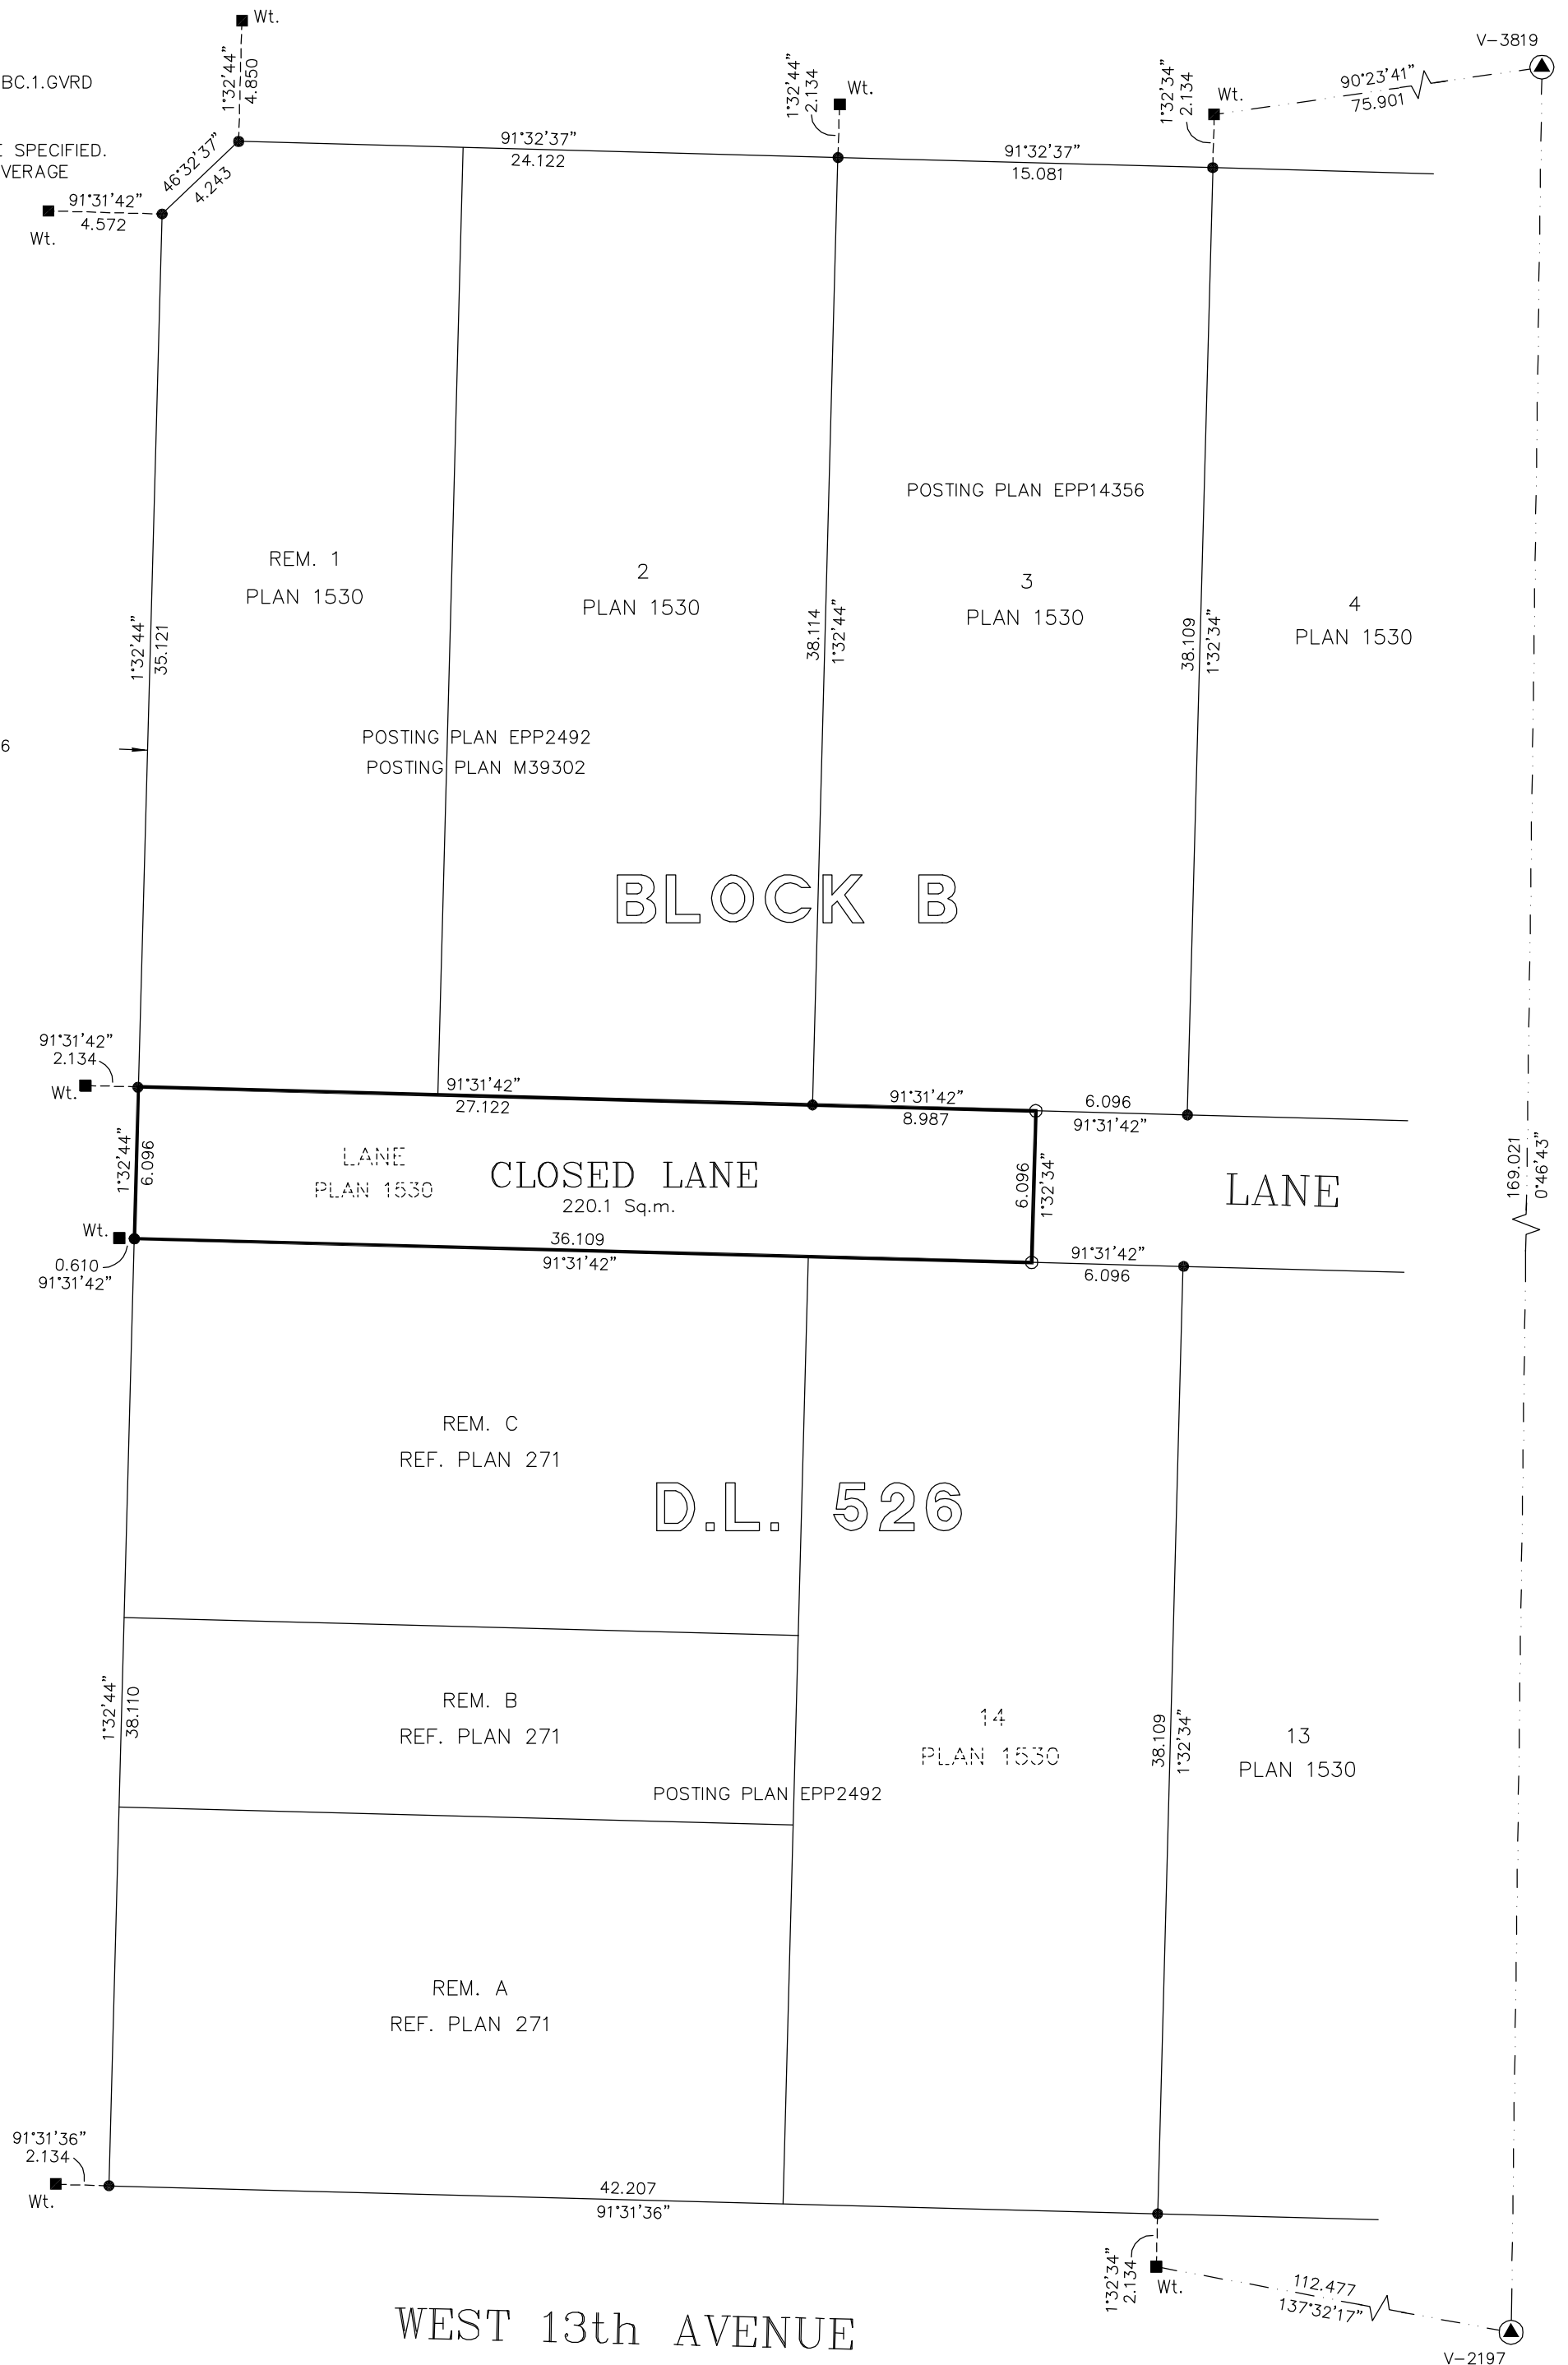 Wt.
V-3819
BC.1.GVRD
1°32'44"
4.850
1°32'44"
2.134
Wt.
1°32'34"
2.134
Wt.
90°23'41"
75.901
E SPECIFIED.
VERAGE
46°32'37"
4.243
91°32'37"
24.122
91°32'37"
15.081
91°31'42"
4.572
Wt.
POSTING PLAN EPP14356
REM. 1
PLAN 1530
2
PLAN 1530
3
PLAN 1530
4
PLAN 1530
1°32'44"
35.121
38.114
1°32'44"
38.109
1°32'34"
POSTING PLAN EPP2492
POSTING PLAN M39302
6
BLOCK B
91°31'42"
2.134
Wt.
91°31'42"
27.122
91°31'42"
8.987
6.096
91°31'42"
1°32'44"
6.096
LANE
PLAN 1530
CLOSED LANE
220.1 Sq.m.
6.096
1°32'34"
LANE
169.021
0°46'43"
Wt.
0.610
91°31'42"
36.109
91°31'42"
91°31'42"
6.096
REM. C
REF. PLAN 271
D.L. 526
REM. B
REF. PLAN 271
1°32'44"
38.110
14
PLAN 1530
38.109
1°32'34"
13
PLAN 1530
POSTING PLAN EPP2492
REM. A
REF. PLAN 271
91°31'36"
2.134
Wt.
42.207
91°31'36"
1°32'34"
2.134
Wt.
112.477
137°32'17"
WEST 13th AVENUE
V-2197